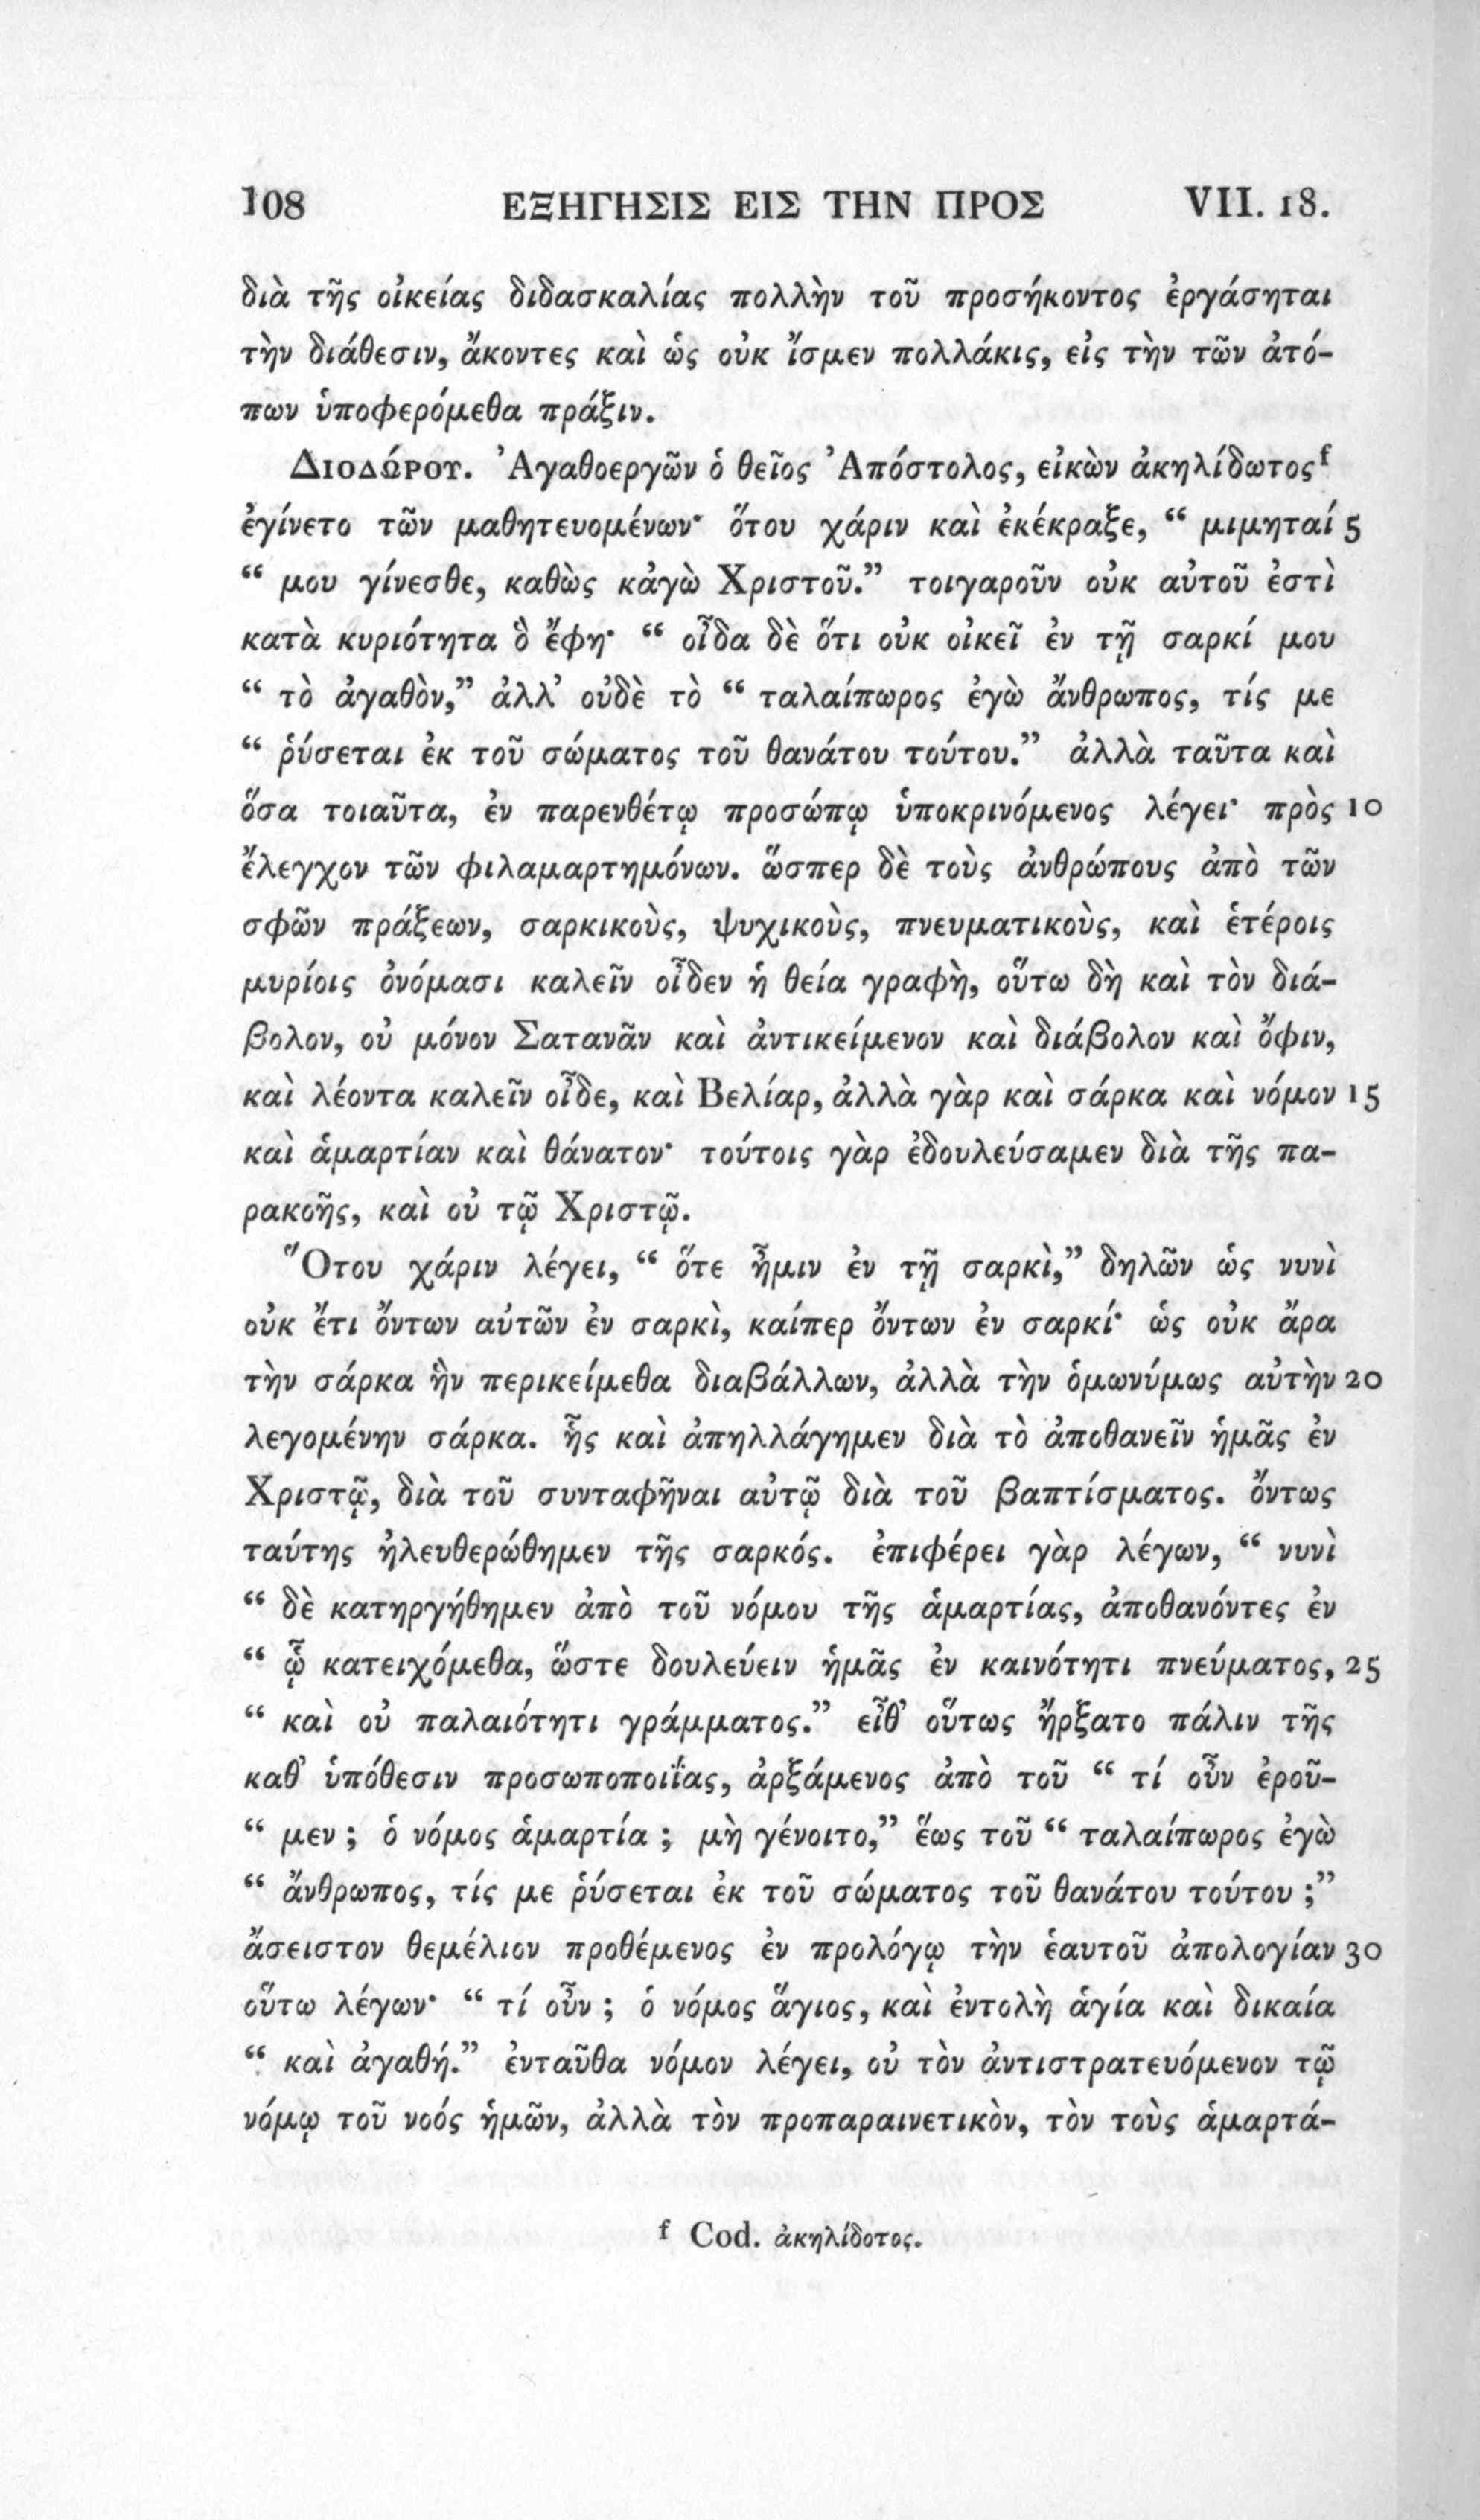 108 ΕΞΗΓΗΣΙΣ ΕΙΣ ΤΗΝ ΠΡΟΣ VII. 18.
διὰ τῆς οἰκείας διδασκαλίας πολλὴν τοῦ προσήκοντος ἐργάσηται
τὴν διάθεσιν, ἄκοντες καὶ ὡς οὐκ ἴσμεν πολλάκις, εἰς τὴν τῶν ἀτό-
πων ὑποφερόμεθα πράξιν.
ΔΙΟΔΏΡΟΥ. Ἀγαθοεργῶν ὁ θεῖος Ἀπόστολος, εἰκὼν ἀκηλίδωτος f
ἐγίνετο τῶν μαθητευομένων· ὅτου χάριν καὶ ἐκέκραξε, “ μιμηταί 5
“ μου γίνεσθε, καθὼς κἀγὼ Χριστοῦ.” τοιγαροῦν οὐκ αὐτοῦ ἐστὶ
κατὰ κυριότητα ὃ ἔφη· “ οἶδα δὲ ὅτι οὐκ οἰκεῖ ἐν τῇ σαρκί μου
“ τὸ ἀγαθὸν,” ἀλλ’ οὐδὲ τὸ “ ταλαίπωρος ἐγὼ ἄνθρωπος, τίς με
“ ῥύσεται ἐκ τοῦ σώματος τοῦ θανάτου τούτου.” ἀλλὰ ταῦτα καὶ
ὅσα τοιαῦτα, ἐν παρενθέτῳ προσώπῳ ὑποκρινόμενος λέγει· πρὸς 10
ἔλεγχον τῶν φιλαμαρτημόνων. ὥσπερ δὲ τοὺς ἀνθρώπους ἀπὸ τῶν
σφῶν πράξεων, σαρκικοὺς, ψυχικοὺς, πνευματικοὺς, καὶ ἑτέροις
μυρίοις ὀνόμασι καλεῖν οἶδεν ἡ θεία γραφὴ, οὕτω δὴ καὶ τὸν διά-
βολον, οὐ μόνον Σατανᾶν καὶ ἀντικείμενον καὶ διάβολον καὶ ὄφιν,
καὶ λέοντα καλεῖν οἶδε, καὶ Βελίαρ, ἀλλὰ γὰρ καὶ σάρκα καὶ νόμον 15
καὶ ἁμαρτίαν καὶ θάνατον· τούτοις γὰρ ἐδουλεύσαμεν διὰ τῆς πα-
ρακοῆς, καὶ οὐ τῷ Χριστῷ.
Ὅτου χάριν λέγει, “ ὅτε ἦμιν ἐν τῇ σαρκὶ,” δηλῶν ὡς νυνὶ
οὐκ ἔτι ὄντων αὐτῶν ἐν σαρκὶ, καίπερ ὄντων ἐν σαρκί· ὡς οὐκ ἄρα
τὴν σάρκα ἣν περικείμεθα διαβάλλων, ἀλλὰ τὴν ὁμωνύμως αὐτὴν 20
λεγομένην σάρκα. ἧς καὶ ἀπηλλάγημεν διὰ τὸ ἀποθανεῖν ἡμᾶς ἐν
Χριστῷ, διὰ τοῦ συνταφῆναι αὐτῷ διὰ τοῦ βαπτίσματος. ὄντως
ταύτης ἠλευθερώθημεν τῆς σαρκός. ἐπιφέρει γὰρ λέγων, “ νυνὶ
“ δὲ κατηργήθημεν ἀπὸ τοῦ νόμου τῆς ἁμαρτίας, ἀποθανόντες ἐν
“ ᾧ κατειχόμεθα, ὥστε δουλεύειν ἡμᾶς ἐν καινότητι πνεύματος, 25
“ καὶ οὐ παλαιότητι γράμματος.” εἶθ’ οὕτως ἤρξατο πάλιν τῆς
καθ’ ὑπόθεσιν προσωποποιΐας, ἀρξάμενος ἀπὸ τοῦ “ τί οὖν ἐροῦ-
“ μεν ; ὁ νόμος ἁμαρτία ; μὴ γένοιτο,” ἕως τοῦ “ ταλαίπωρος ἐγὼ
“ ἄνθρωπος, τίς με ῥύσεται ἐκ τοῦ σώματος τοῦ θανάτου τούτου ;”
ἄσειστον θεμέλιον προθέμενος ἐν προλόγῳ τὴν ἑαυτοῦ ἀπολογίαν 30
οὕτω λέγων· “ τί οὖν ; ὁ νόμος ἅγιος, καὶ ἐντολὴ ἁγία καὶ δικαία
“ καὶ ἀγαθή.” ἐνταῦθα νόμον λέγει, οὐ τὸν ἀντιστρατευόμενον τῷ
νόμῳ τοῦ νοός ἡμῶν, ἀλλὰ τὸν προπαραινετικὸν, τὸν τοὺς ἁμαρτά-
f Cod. ἀκηλίδοτος.